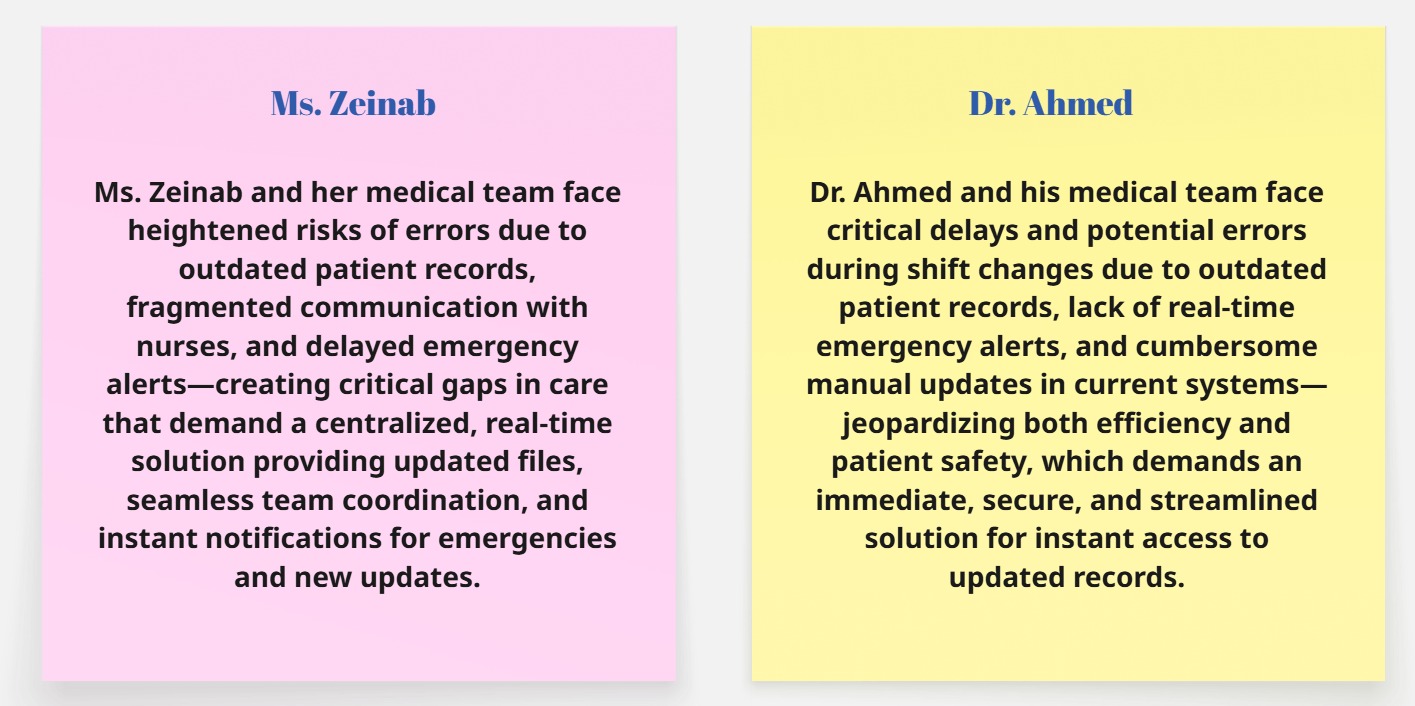 Ms. Zeinab
Ms. Zeinab and her medical team face
heightened risks of errors due to
outdated patient records,
fragmented communication with
nurses, and delayed emergency
alerts—creating critical gaps in care
that demand a centralized, real-time
solution providing updated files,
seamless team coordination, and
instant notifications for emergencies
and new updates.
Dr. Ahmed
Dr. Ahmed and his medical team face
critical delays and potential errors
during shift changes due to outdated
patient records, lack of real-time
emergency alerts, and cumbersome
manual updates in current systems—
jeopardizing both efficiency and
patient safety, which demands an
immediate, secure, and streamlined
solution for instant access to
updated records.